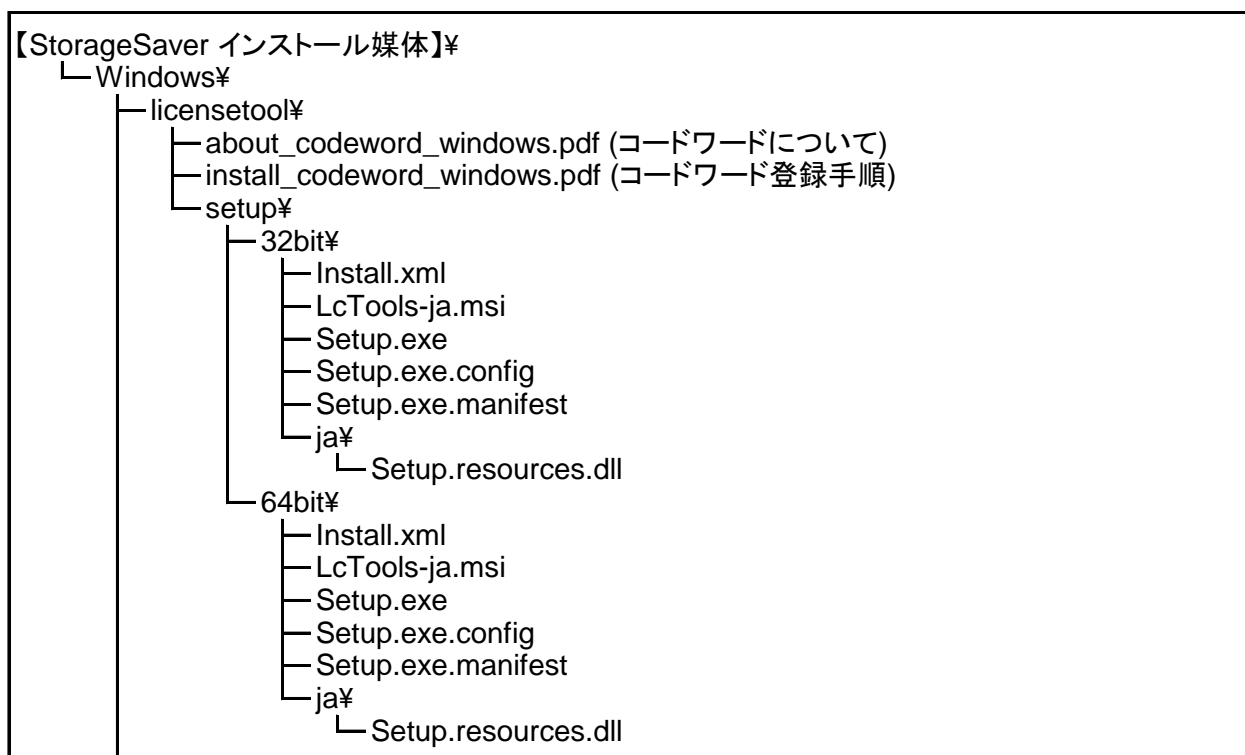 【StorageSaver インストール媒体】¥
Windows¥
licensetool¥
about_codeword_windows.pdf (コードワードについて)
install_codeword_windows.pdf (コードワード登録手順)
setup¥
32bit¥
Install.xml
LcTools-ja.msi
Setup.exe
Setup.exe.config
Setup.exe.manifest
ja¥
Setup.resources.dll
64bit¥
Install.xml
LcTools-ja.msi
Setup.exe
Setup.exe.config
Setup.exe.manifest
ja¥
Setup.resources.dll